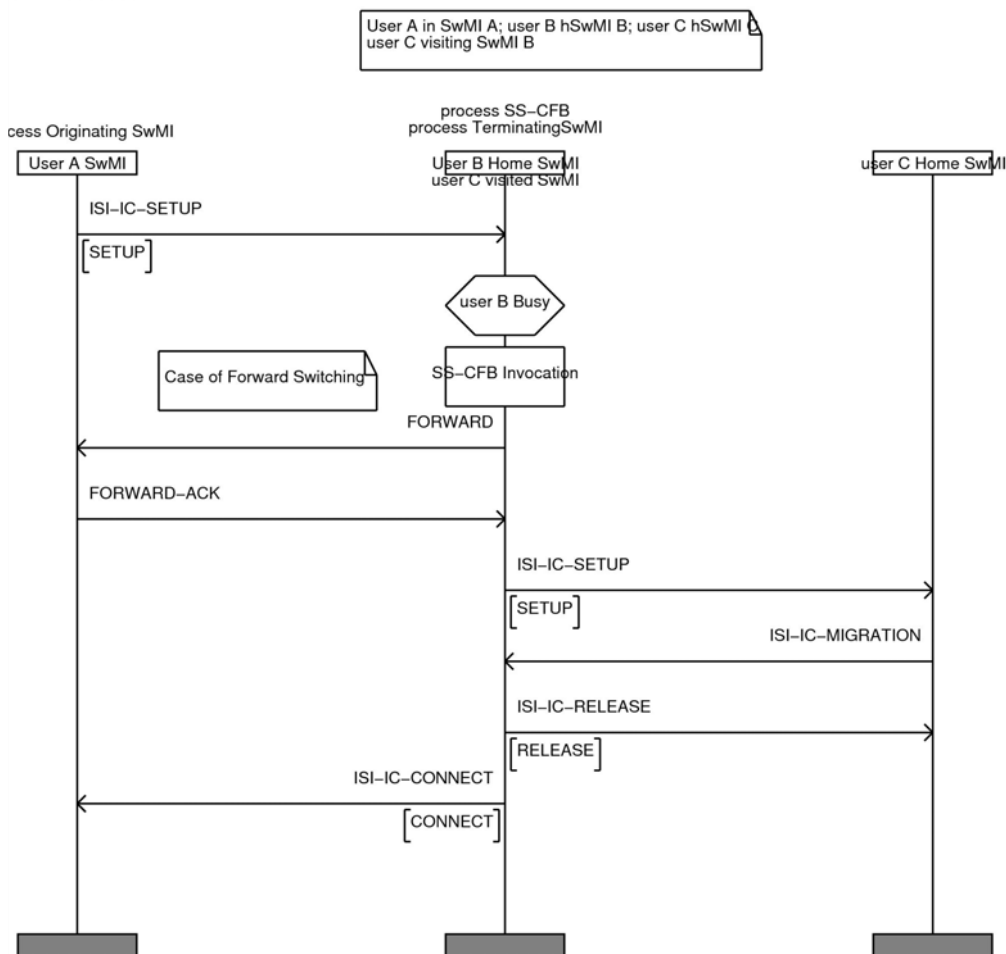 User A in SwMI A; user B hSwMI B; user C hSwMI C
user C visiting SwMI B
process SS-CFB
cess Originating SwMI
process TerminatingSwMI
User A SwMI
User B Home SwMI
user C visited SwMI
user C Home SwMI
ISI-IC-SETUP
SETUP
user B Busy
Case of Forward Switching
SS-CFB Invocation
FORWARD
FORWARD-ACK
ISI-IC-SETUP
SETUP
ISI-IC-MIGRATION
ISI-IC-RELEASE
RELEASE
ISI-IC-CONNECT
CONNECT